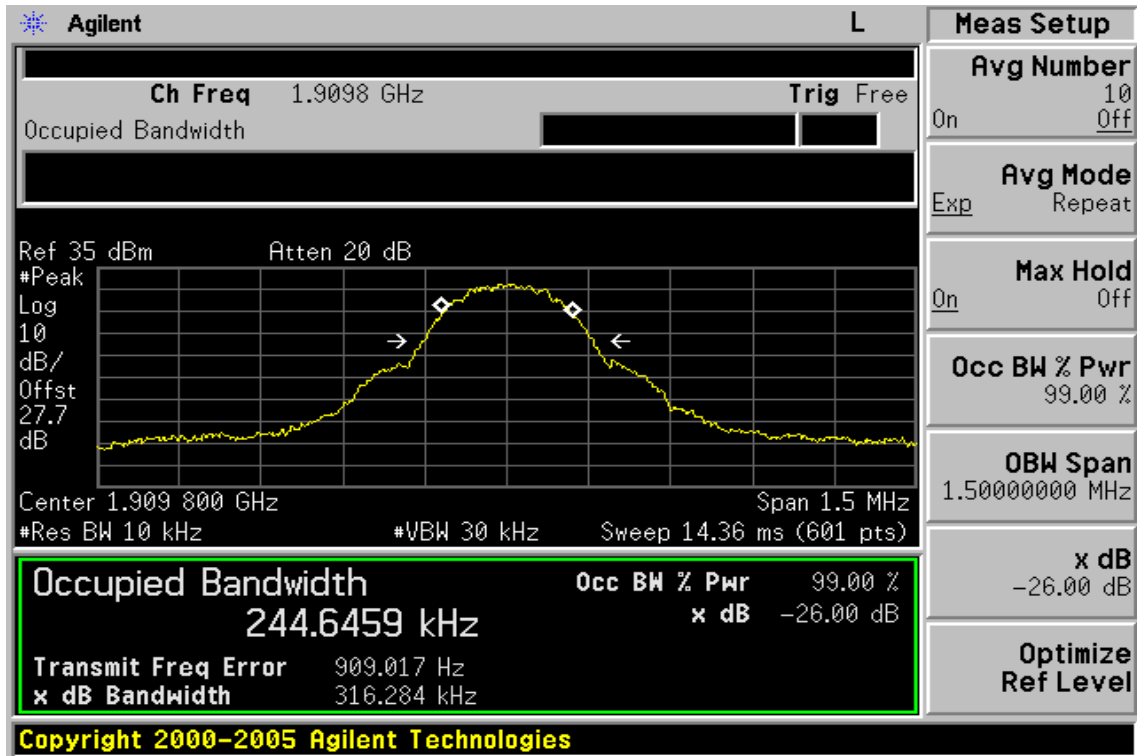 Agilent L
Ch Freq 1.9098 GHz Trig Free
Occupied Bandwidth
Ref 35 dBm Atten 20 dB
#Peak
Log
10
dB/
Offst
27.7
dB
Center 1.909 800 GHz Span 1.5 MHz
#Res BW 10 kHz #VBW 30 kHz Sweep 14.36 ms (601 pts)
Occupied Bandwidth
244.6459 kHz
Occ BW % Pwr 99.00 %
x dB -26.00 dB
Transmit Freq Error 909.017 Hz
x dB Bandwidth 316.284 kHz
Copyright 2000-2005 Agilent Technologies
Meas Setup
Avg Number
10
On Off
Avg Mode
Exp Repeat
Max Hold
On Off
Occ BW % Pwr
99.00 %
OBW Span
1.50000000 MHz
x dB
-26.00 dB
Optimize
Ref Level